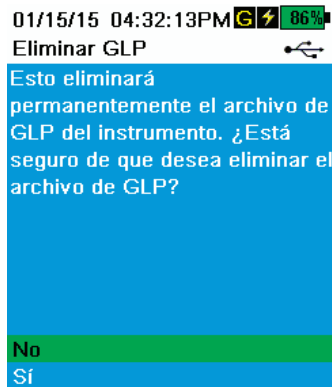 01/15/15 04:32:13PM G 86%
Eliminar GLP
Esto eliminará
permanentemente el archivo de
GLP del instrumento. ¿Está
seguro de que desea eliminar el
archivo de GLP?
No
Sí